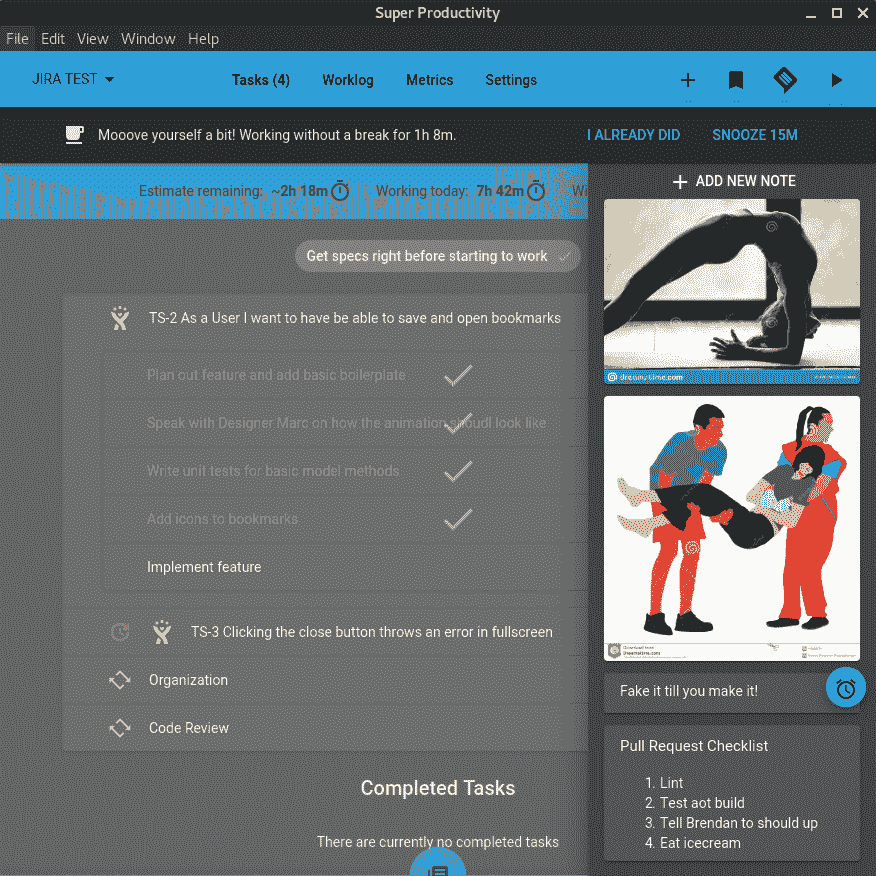 Super Productivity
File Edit View Window Help
JIRA TEST Tasks (4) Worklog Metrics Settings
Mooove yourself a bit! Working without a break for 1h 8m. I ALREADY DID SNOOZE 15M
Estimate remaining: ~2h 18m Working today: 7h 42m Wi
ADD NEW NOTE
Get specs right before starting to work
TS-2 As a User I want to have be able to save and open bookmarks
Plan out feature and add basic boilerplate
Speak with Designer Marc on how the animation shoudl look like
Write unit tests for basic model methods
Add icons to bookmarks
Implement feature
TS-3 Clicking the close button throws an error in fullscreen
Organization
Code Review
Completed Tasks
There are currently no completed tasks
dreamstime.com
Fake it till you make it!
Pull Request Checklist
1. Lint
2. Test aot build
3. Tell Brendan to should up
4. Eat icecream